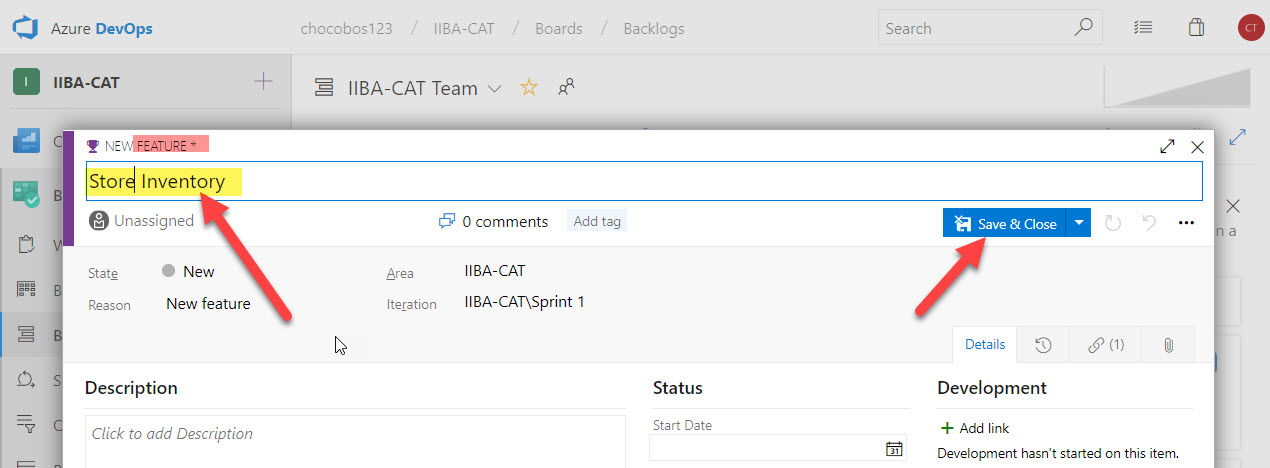 Azure DevOps chocobos123 / IIBA-CAT / Boards / Backlogs Search CT
I IIBA-CAT IIBA-CAT Team
NEW FEATURE *
Store Inventory
Unassigned 0 comments Add tag Save & Close
State New Area IIBA-CAT
Reason New feature Iteration IIBA-CAT\Sprint 1
Details (1)
Description Status Development
Click to add Description Start Date 31 Add link
Development hasn't started on this item.